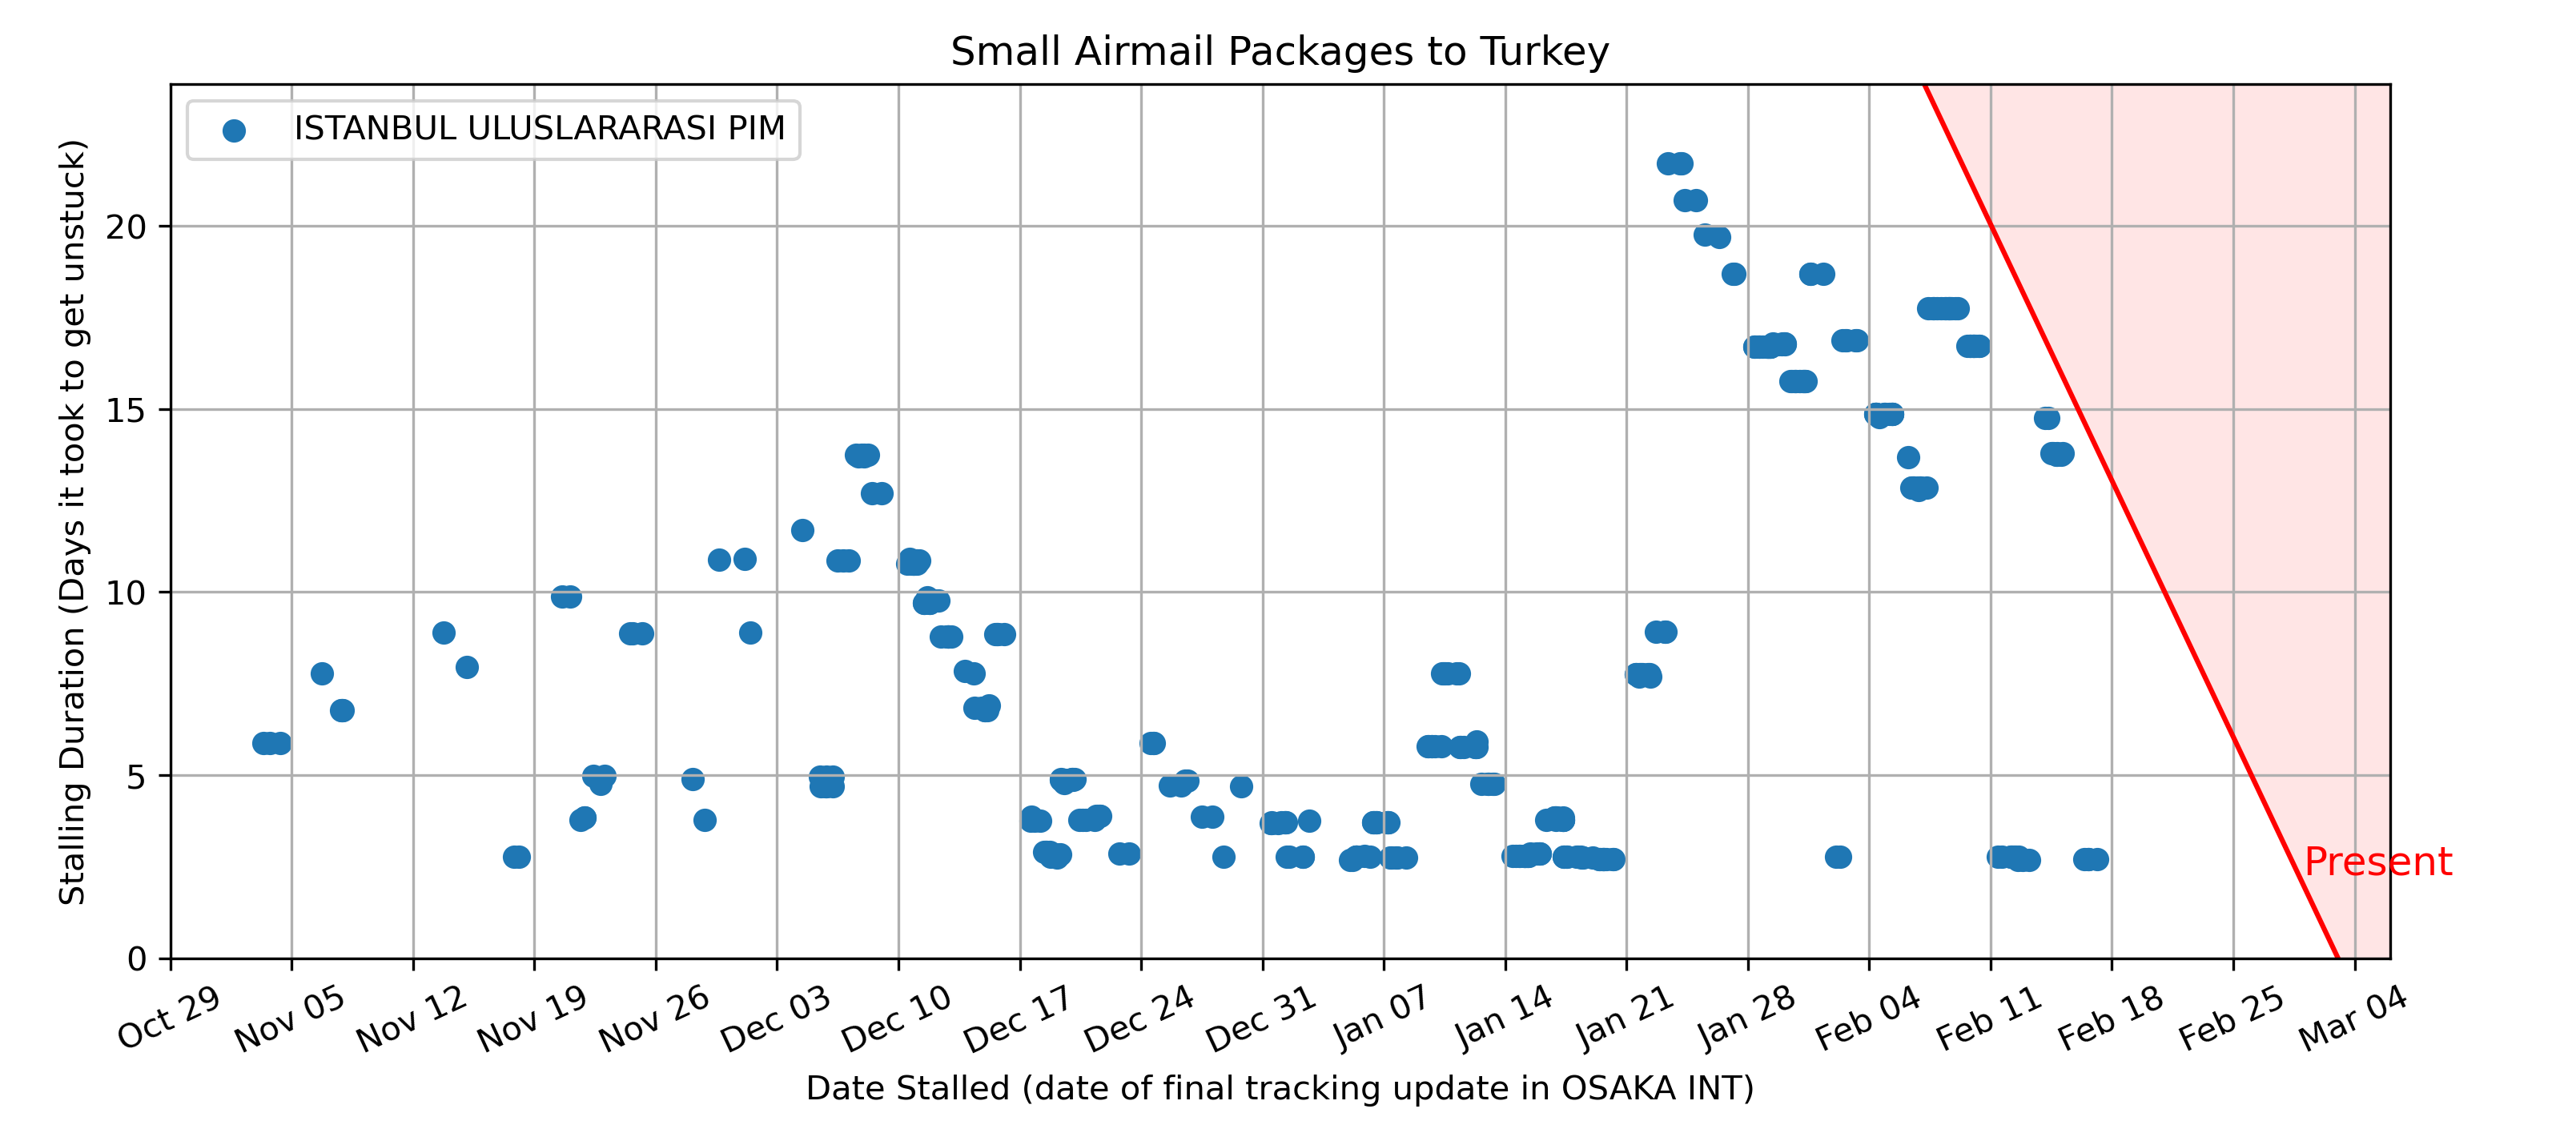 Small Airmail Packages to Turkey
ISTANBUL ULUSLARARASI PIM
Stalling Duration (Days it took to get unstuck)
20
15
10
5
0
Present
Oct 29
Nov 05
Nov 12
Nov 19
Nov 26
Dec 03
Dec 10
Dec 17
Dec 24
Dec 31
Jan 07
Jan 14
Jan 21
Jan 28
Feb 04
Feb 11
Feb 18
Feb 25
Mar 04
Date Stalled (date of final tracking update in OSAKA INT)